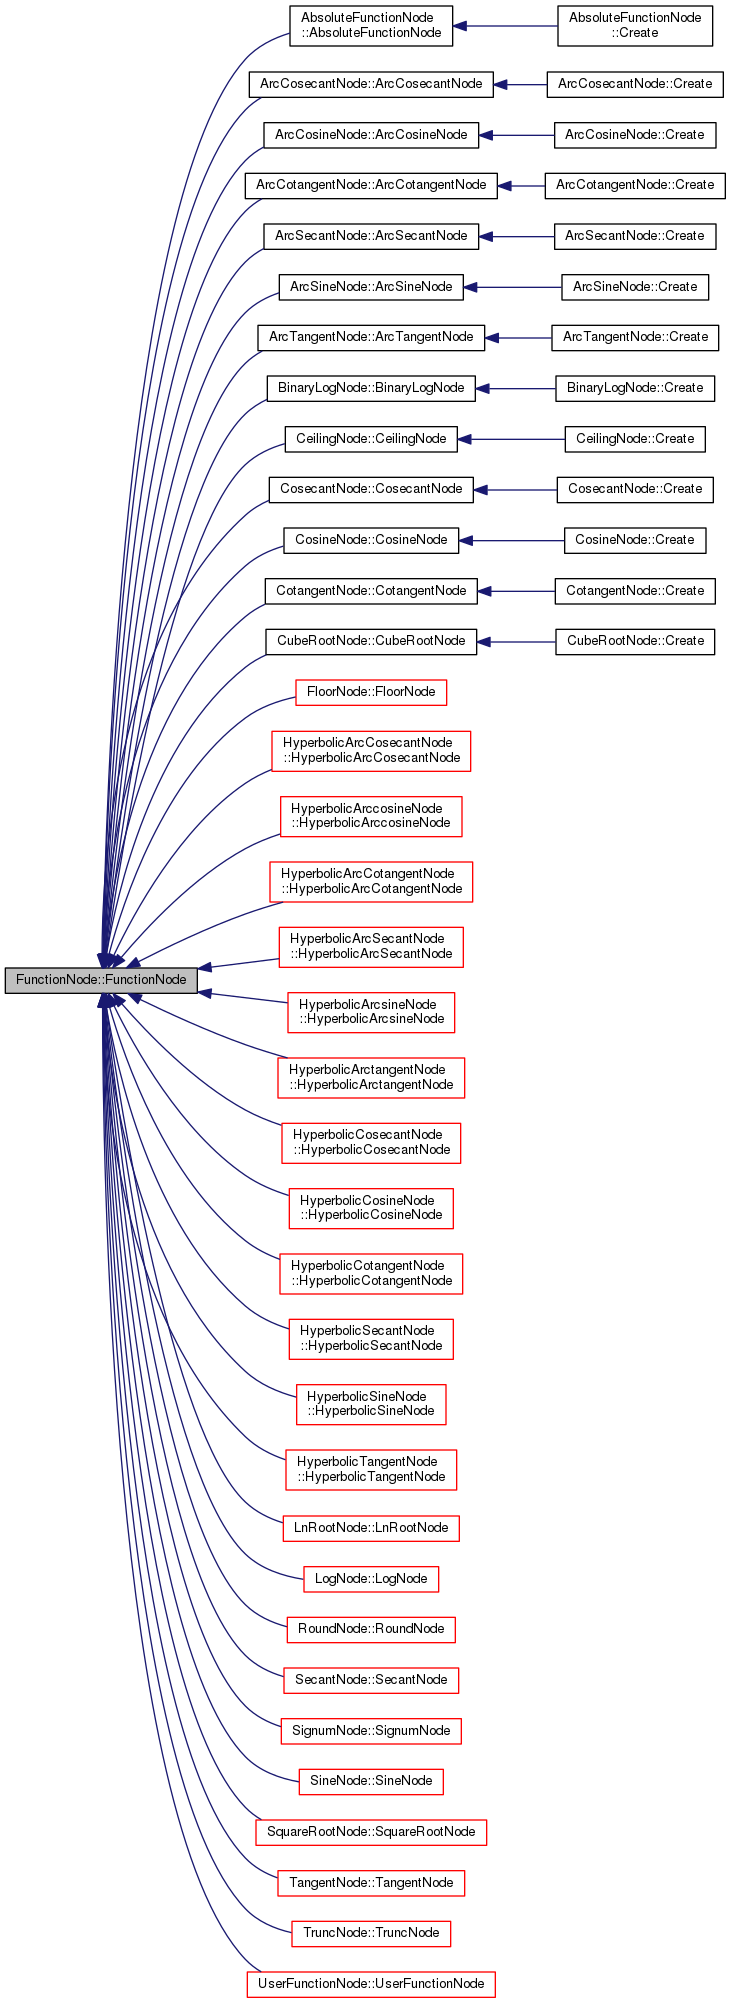 AbsoluteFunctionNode
::AbsoluteFunctionNode
AbsoluteFunctionNode
::Create
ArcCosecantNode::ArcCosecantNode
ArcCosecantNode::Create
ArcCosineNode::ArcCosineNode
ArcCosineNode::Create
ArcCotangentNode::ArcCotangentNode
ArcCotangentNode::Create
ArcSecantNode::ArcSecantNode
ArcSecantNode::Create
ArcSineNode::ArcSineNode
ArcSineNode::Create
ArcTangentNode::ArcTangentNode
ArcTangentNode::Create
BinaryLogNode::BinaryLogNode
BinaryLogNode::Create
CeilingNode::CeilingNode
CeilingNode::Create
CosecantNode::CosecantNode
CosecantNode::Create
CosineNode::CosineNode
CosineNode::Create
CotangentNode::CotangentNode
CotangentNode::Create
CubeRootNode::CubeRootNode
CubeRootNode::Create
FloorNode::FloorNode
HyperbolicArcCosecantNode
::HyperbolicArcCosecantNode
HyperbolicArccosineNode
::HyperbolicArccosineNode
HyperbolicArcCotangentNode
::HyperbolicArcCotangentNode
HyperbolicArcSecantNode
::HyperbolicArcSecantNode
FunctionNode::FunctionNode
HyperbolicArcsineNode
::HyperbolicArcsineNode
HyperbolicArctangentNode
::HyperbolicArctangentNode
HyperbolicCosecantNode
::HyperbolicCosecantNode
HyperbolicCosineNode
::HyperbolicCosineNode
HyperbolicCotangentNode
::HyperbolicCotangentNode
HyperbolicSecantNode
::HyperbolicSecantNode
HyperbolicSineNode
::HyperbolicSineNode
HyperbolicTangentNode
::HyperbolicTangentNode
LnRootNode::LnRootNode
LogNode::LogNode
RoundNode::RoundNode
SecantNode::SecantNode
SignumNode::SignumNode
SineNode::SineNode
SquareRootNode::SquareRootNode
TangentNode::TangentNode
TruncNode::TruncNode
UserFunctionNode::UserFunctionNode